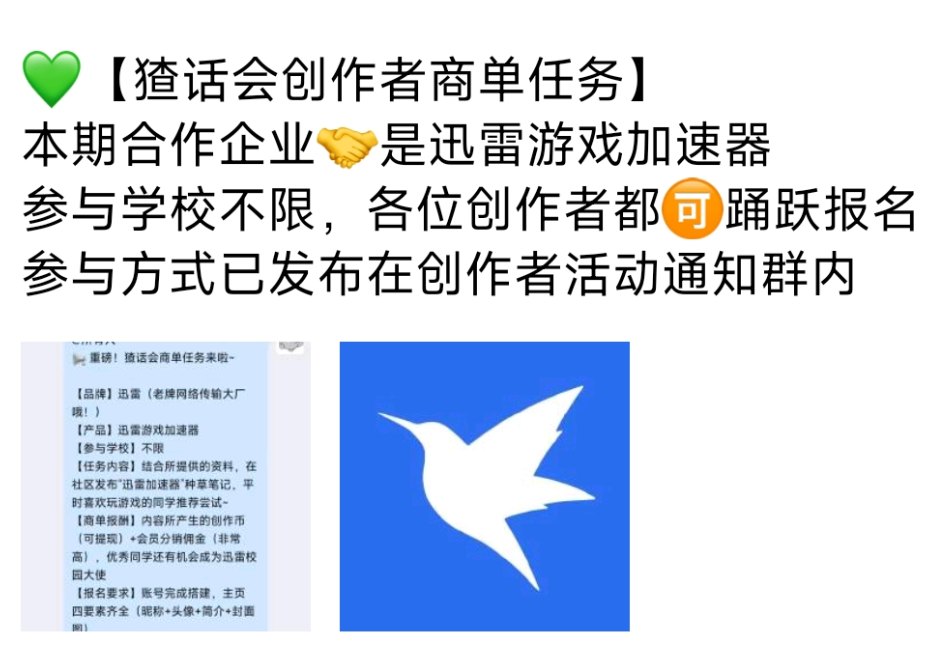 💚【猹话会创作者商单任务】
本期合作企业🤝是迅雷游戏加速器
参与学校不限，各位创作者都🉑踊跃报名
参与方式已发布在创作者活动通知群内
重磅！猹话会商单任务来啦~
【品牌】迅雷（老牌网络传输大厂
哦！）
【产品】迅雷游戏加速器
【参与学校】不限
【任务内容】结合所提供的资料，在
社区发布“迅雷加速器”种草笔记，平
时喜欢玩游戏的同学推荐尝试~
【商单报酬】内容所产生的创作币
（可提现）+会员分销佣金（非常
高），优秀同学还有机会成为迅雷校
园大使
【报名要求】账号完成搭建，主页
四要素齐全（昵称+头像+简介+封面